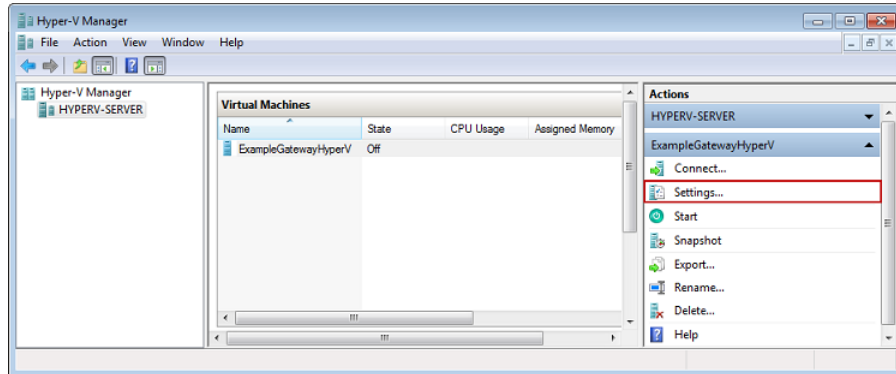 Hyper-V Manager
File Action View Window Help
Hyper-V Manager
HYPERV-SERVER
Virtual Machines
Name State CPU Usage Assigned Memory
ExampleGatewayHyperV Off
Actions
HYPERV-SERVER
ExampleGatewayHyperV
Connect...
Settings...
Start
Snapshot
Export...
Rename...
Delete...
Help